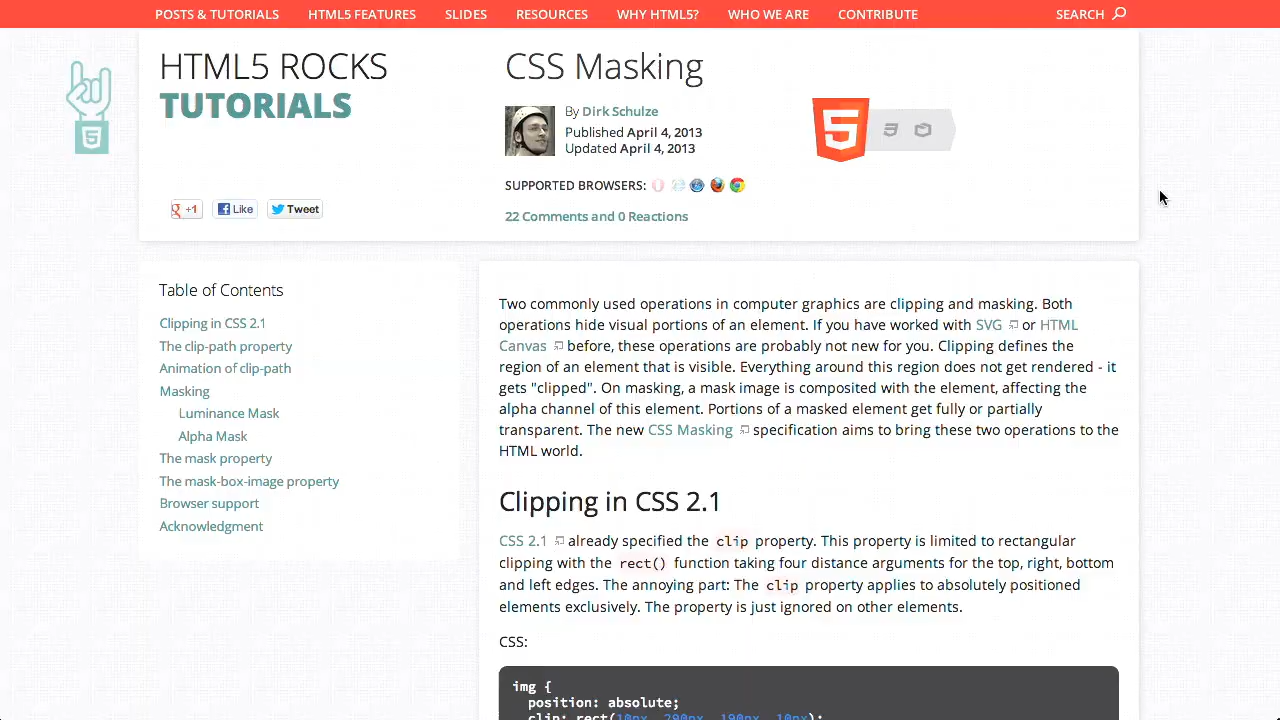 POSTS & TUTORIALS HTML5 FEATURES SLIDES RESOURCES WHY HTML5? WHO WE ARE CONTRIBUTE SEARCH
HTML5 ROCKS
TUTORIALS
+1 Like Tweet
CSS Masking
By Dirk Schulze
Published April 4, 2013
Updated April 4, 2013
SUPPORTED BROWSERS:
22 Comments and 0 Reactions
Table of Contents
Clipping in CSS 2.1
The clip-path property
Animation of clip-path
Masking
Luminance Mask
Alpha Mask
The mask property
The mask-box-image property
Browser support
Acknowledgment
Two commonly used operations in computer graphics are clipping and masking. Both
operations hide visual portions of an element. If you have worked with SVG or HTML
Canvas before, these operations are probably not new for you. Clipping defines the
region of an element that is visible. Everything around this region does not get rendered - it
gets "clipped". On masking, a mask image is composited with the element, affecting the
alpha channel of this element. Portions of a masked element get fully or partially
transparent. The new CSS Masking specification aims to bring these two operations to the
HTML world.
Clipping in CSS 2.1
CSS 2.1 already specified the clip property. This property is limited to rectangular
clipping with the rect() function taking four distance arguments for the top, right, bottom
and left edges. The annoying part: The clip property applies to absolutely positioned
elements exclusively. The property is just ignored on other elements.
CSS:
img {
position: absolute;
clip: rect(10px, 290px, 190px, 10px);